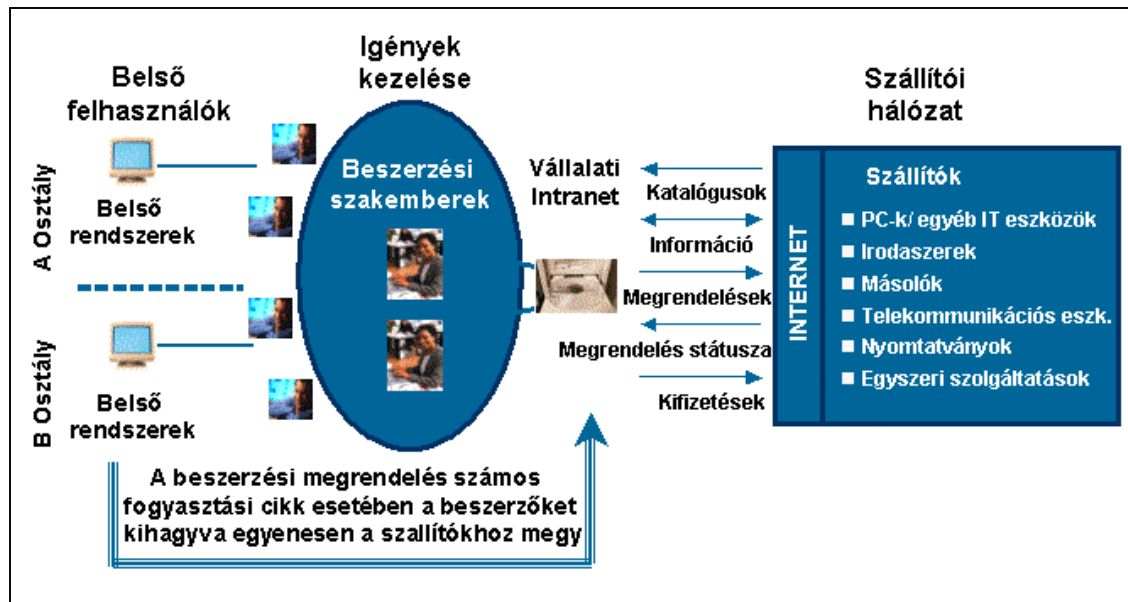 Belső
felhasználók
Igények
kezelése
Szállítói
hálózat
A Osztály
Belső
rendszerek
B Osztály
Belső
rendszerek
Beszerzési
szakemberek
Vállalati
Intranet
Katalógusok
Információ
Megrendelések
Megrendelés státusza
Kifizetések
INTERNET
Szállítók
PC-k/ egyéb IT eszközök
Irodaszerek
Másolók
Telekommunikációs eszk.
Nyomtatványok
Egyszeri szolgáltatások
A beszerzési megrendelés számos
fogyasztási cikk esetében a beszerzőket
kihagyva egyenesen a szallítókhoz megy